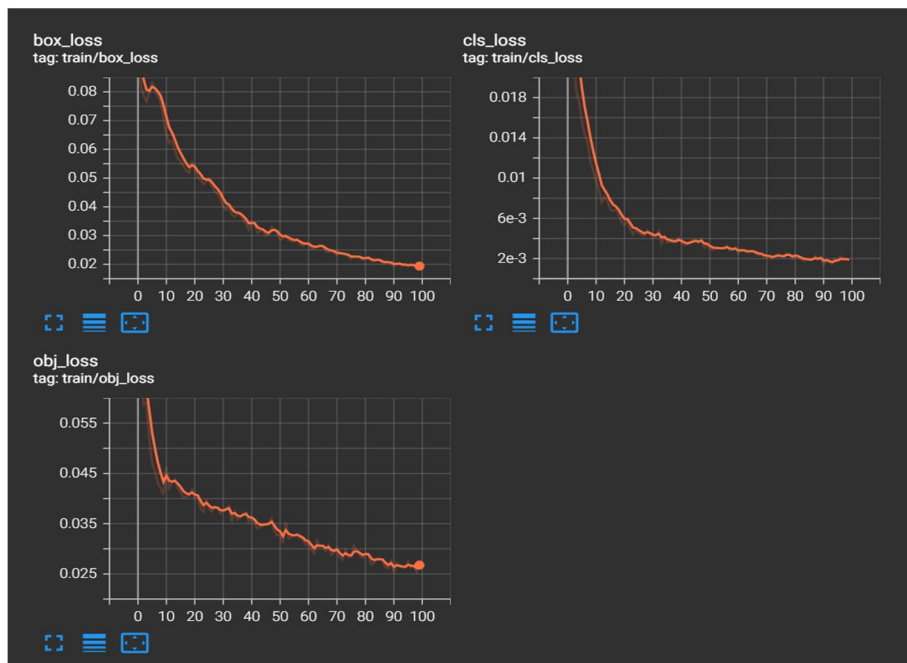 box_loss
tag: train/box_loss
0.08
0.07
0.06
0.05
0.04
0.03
0.02
0 10 20 30 40 50 60 70 80 90 100
cls_loss
tag: train/cls_loss
0.018
0.014
0.01
6e-3
2e-3
0 10 20 30 40 50 60 70 80 90 100
obj_loss
tag: train/obj_loss
0.055
0.045
0.035
0.025
0 10 20 30 40 50 60 70 80 90 100